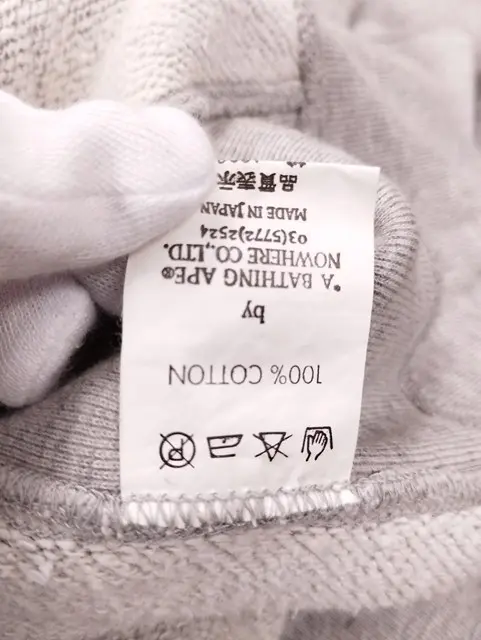 P
100% COTTON
by
*A BATHING APE®
NOWHERE CO.,LTD.
03(5772)2524
MADE IN JAPAN
品質表示